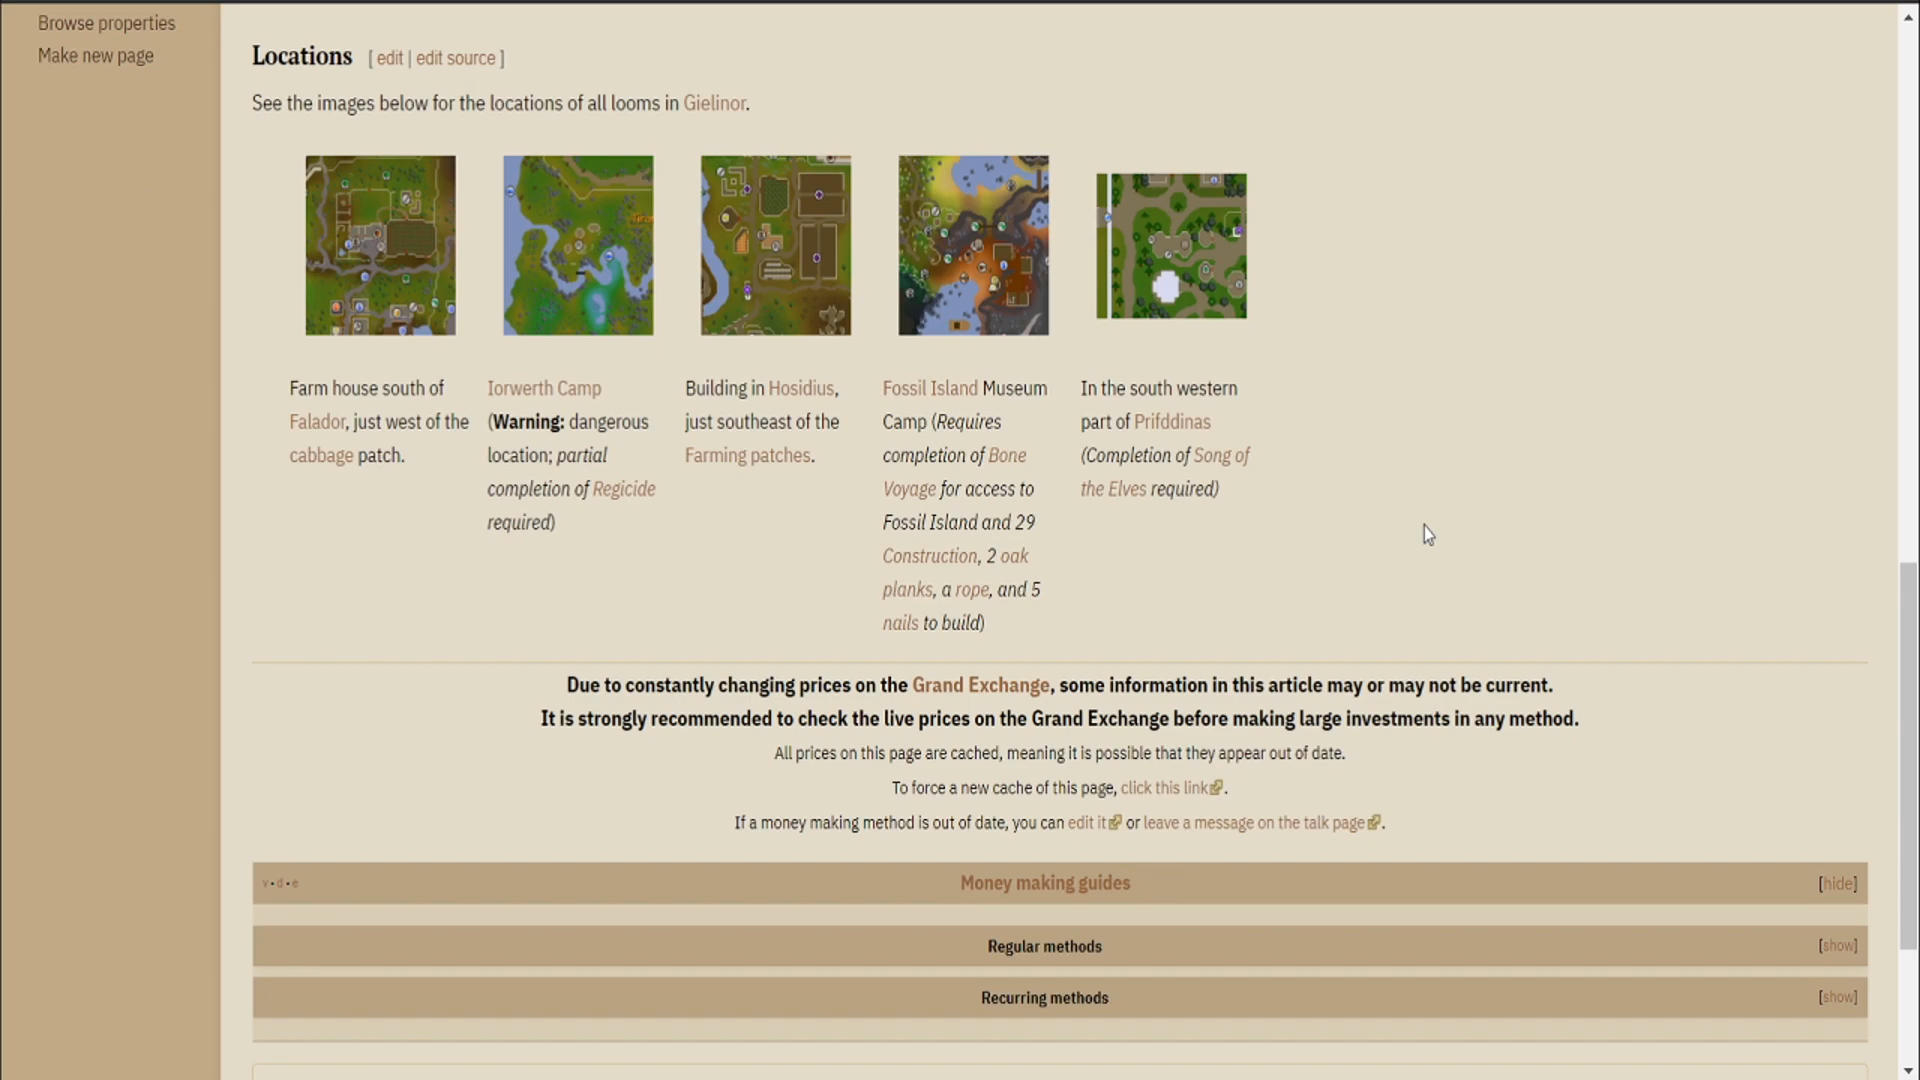 Browse properties
Make new page
Locations [ edit | edit source ]
See the images below for the locations of all looms in Gielinor.
Farm house south of
Falador, just west of the
cabbage patch.
Iorwerth Camp
(Warning: dangerous
location; partial
completion of Regicide
required)
Building in Hosidius,
just southeast of the
Farming patches.
Fossil Island Museum
Camp (Requires
completion of Bone
Voyage for access to
Fossil Island and 29
Construction, 2 oak
planks, a rope, and 5
nails to build)
In the south western
part of Prifddinas
(Completion of Song of
the Elves required)
Due to constantly changing prices on the Grand Exchange, some information in this article may or may not be current.
It is strongly recommended to check the live prices on the Grand Exchange before making large investments in any method.
All prices on this page are cached, meaning it is possible that they appear out of date.
To force a new cache of this page, click this link.
If a money making method is out of date, you can edit it or leave a message on the talk page.
v • d • e Money making guides [hide]
Regular methods [show]
Recurring methods [show]